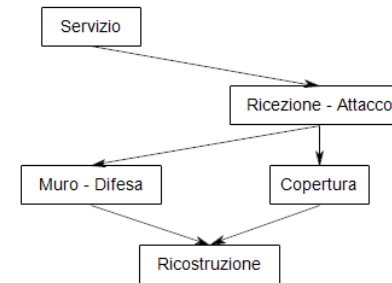 Servizio
Ricezione - Attacco
Muro - Difesa
Copertura
Ricostruzione